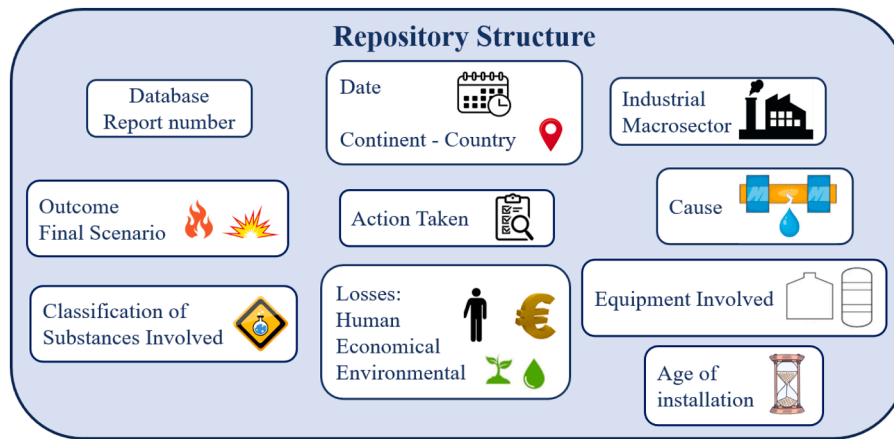 Repository Structure
Database
Report number
Date
Continent - Country
Industrial
Macrosector
Outcome
Final Scenario
Action Taken
Cause
Classification of
Substances Involved
Losses:
Human
Economical
Environmental
Equipment Involved
Age of
installation